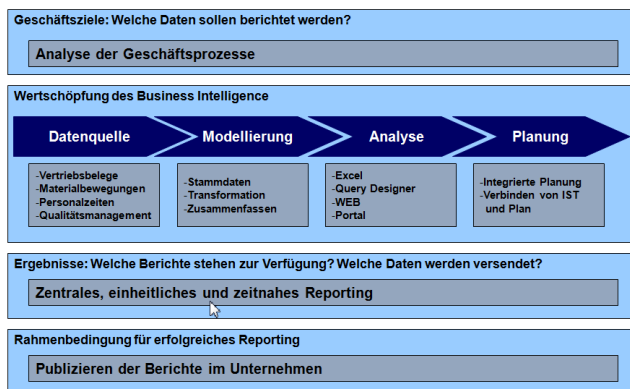 Geschäftsziele: Welche Daten sollen berichtet werden?
Analyse der Geschäftsprozesse
Wertschöpfung des Business Intelligence
Datenquelle
Modellierung
Analyse
Planung
-Vertriebsbelege
-Materialbewegungen
-Personalzeiten
-Qualitätsmanagement
-Stammdaten
-Transformation
-Zusammenfassen
-Excel
-Query Designer
-WEB
-Portal
-Integrierte Planung
-Verbinden von IST
und Plan
Ergebnisse: Welche Berichte stehen zur Verfügung? Welche Daten werden versendet?
Zentrales, einheitliches und zeitnahes Reporting
Rahmenbedingung für erfolgreiches Reporting
Publizieren der Berichte im Unternehmen